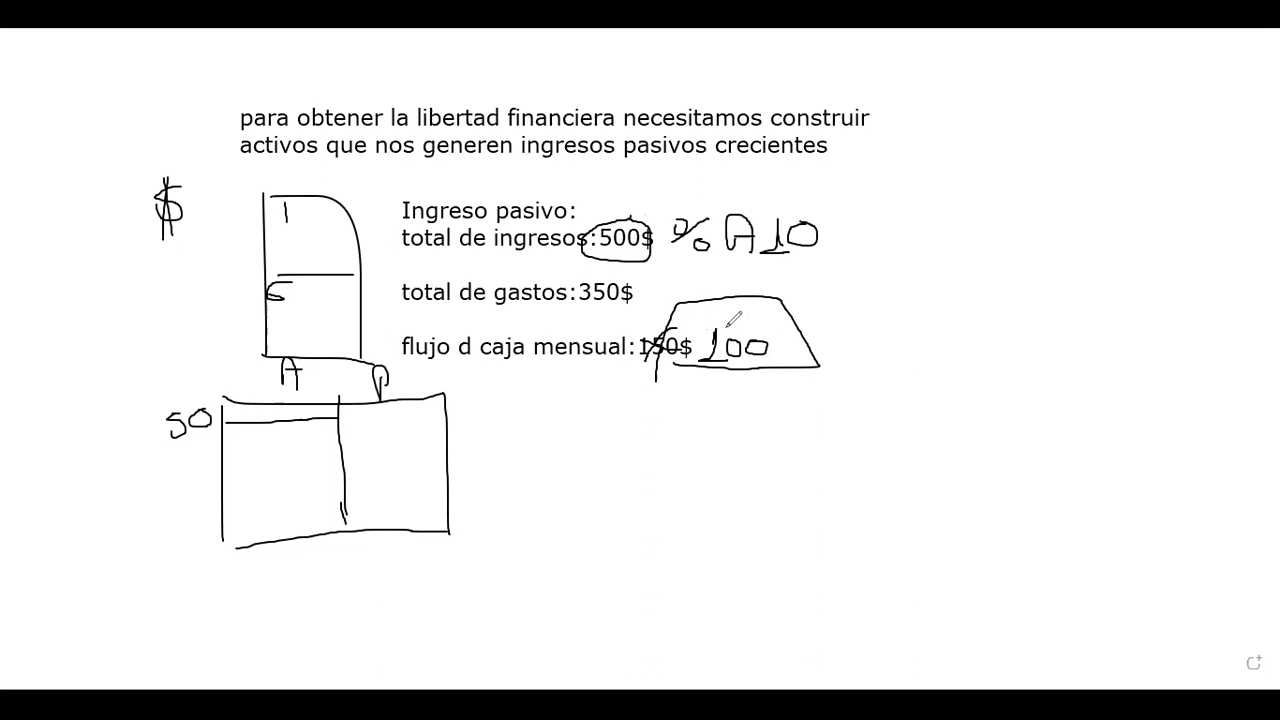 para obtener la libertad financiera necesitamos construir
activos que nos generen ingresos pasivos crecientes
$
I
Ingreso pasivo:
total de ingresos:500$ % A 10
E
total de gastos:350$
flujo d caja mensual:150$ 100
A P
50